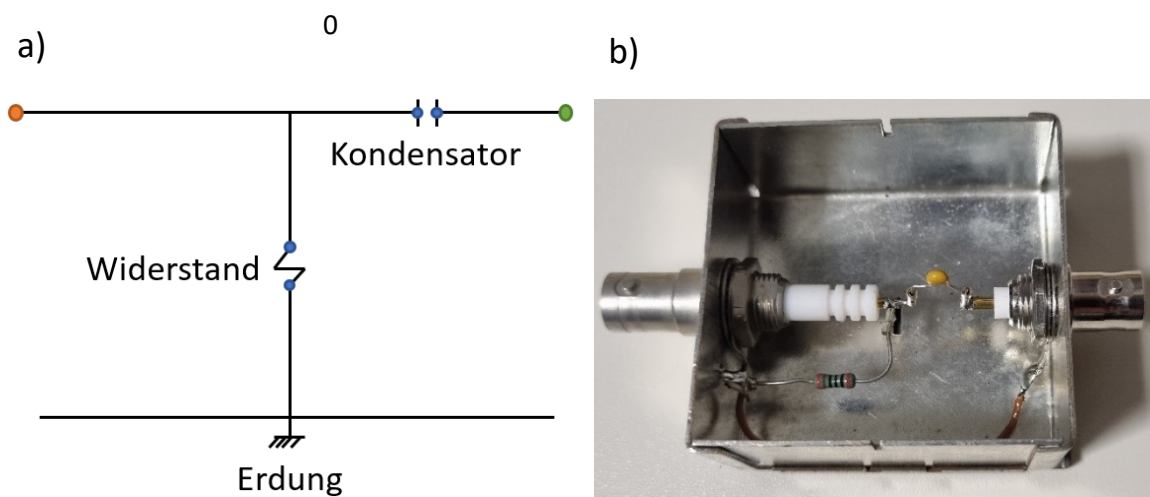 0
a)
b)
Kondensator
Widerstand
Erdung